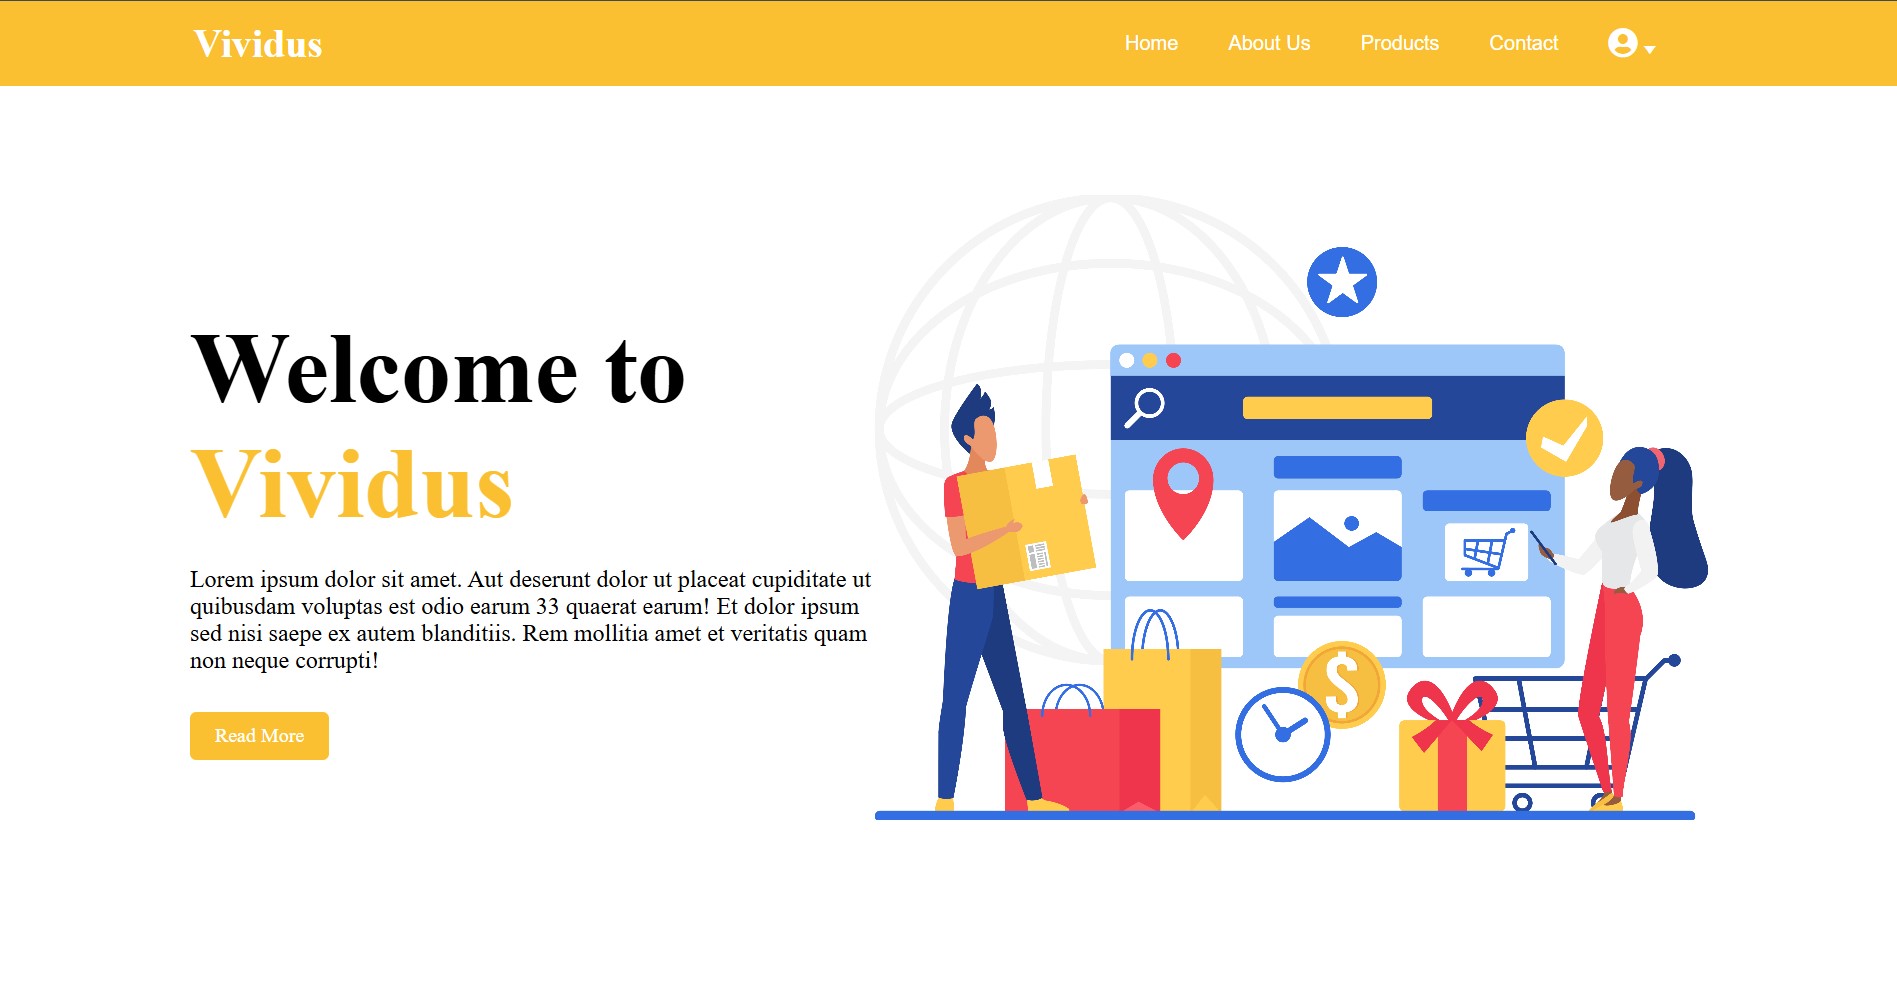 Vividus
Home
About Us
Products
Contact
Welcome to
Vividus
Lorem ipsum dolor sit amet. Aut deserunt dolor ut placeat cupiditate ut
quibusdam voluptas est odio earum 33 quaerat earum! Et dolor ipsum
sed nisi saepe ex autem blanditiis. Rem mollitia amet et veritatis quam
non neque corrupti!
Read More
$